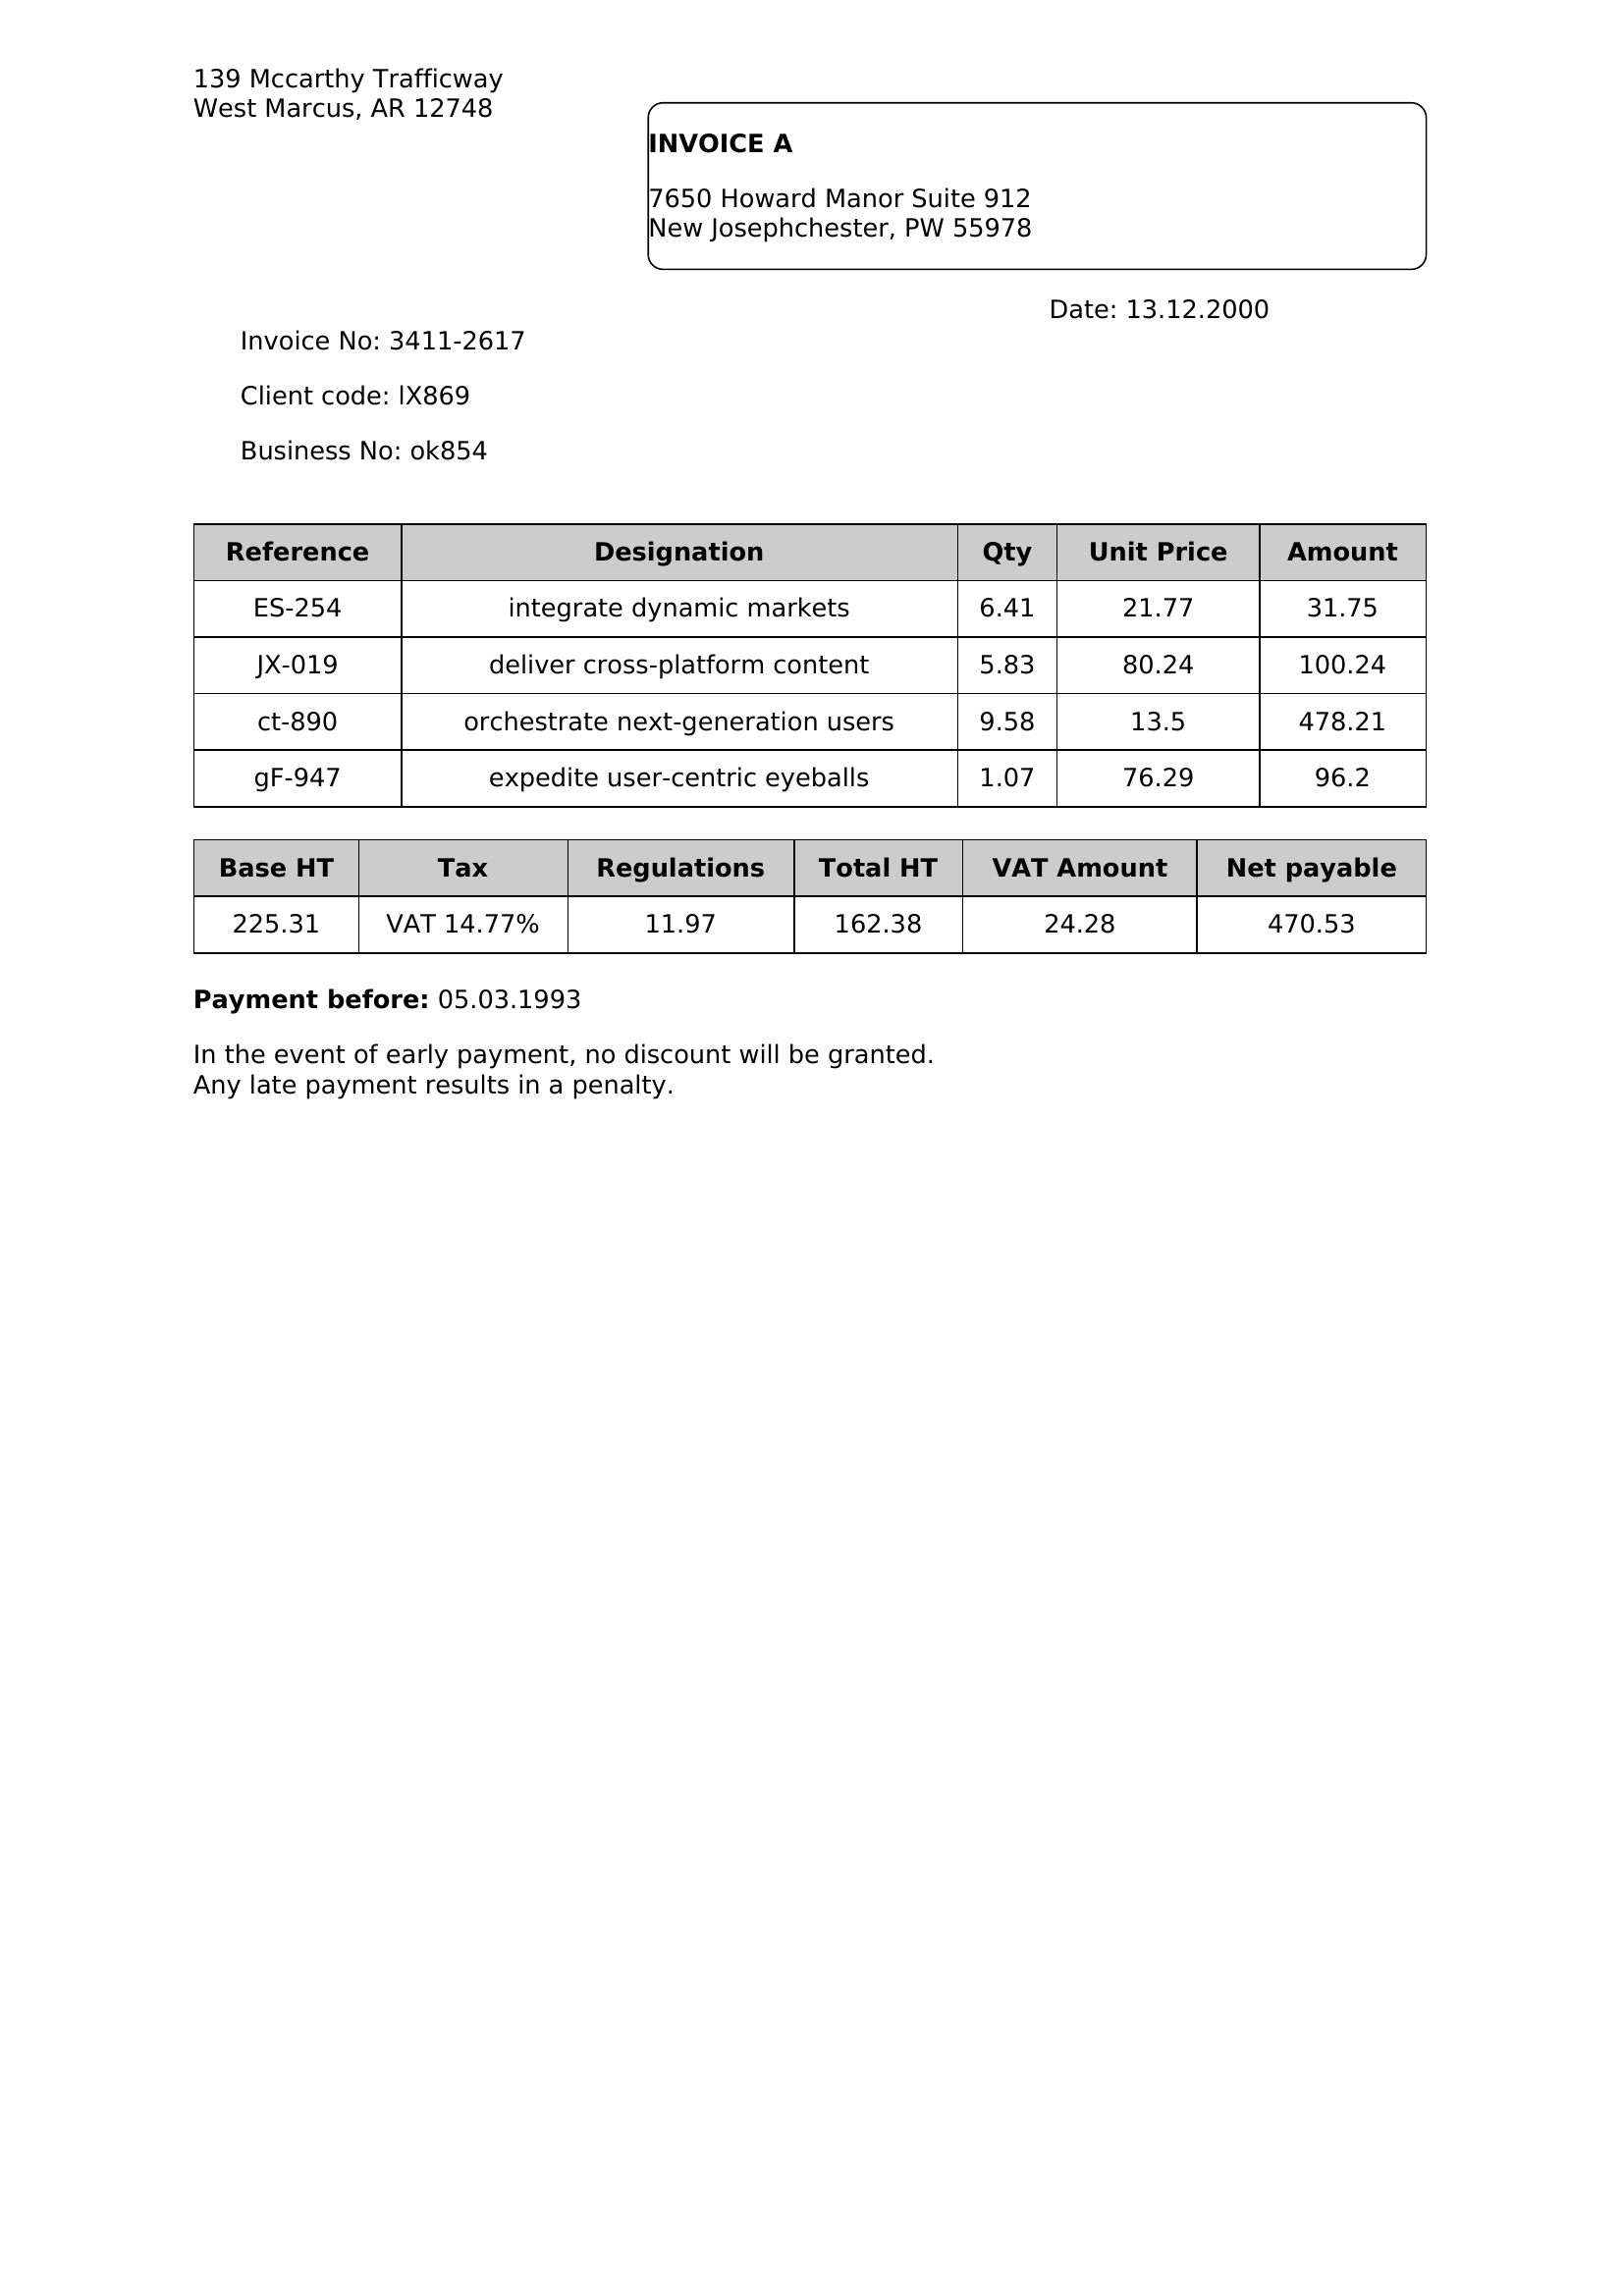 139 Mccarthy Trafficway
West Marcus, AR 12748
INVOICE A
7650 Howard Manor Suite 912
New Josephchester, PW 55978
Date: 13.12.2000
Invoice No: 3411-2617
Client code: lX869
Business No: ok854
Reference Designation Qty Unit Price Amount
ES-254 integrate dynamic markets 6.41 21.77 31.75
JX-019 deliver cross-platform content 5.83 80.24 100.24
ct-890 orchestrate next-generation users 9.58 13.5 478.21
gF-947 expedite user-centric eyeballs 1.07 76.29 96.2
Base HT Tax Regulations Total HT VAT Amount Net payable
225.31 VAT 14.77% 11.97 162.38 24.28 470.53
Payment before: 05.03.1993
In the event of early payment, no discount will be granted.
Any late payment results in a penalty.